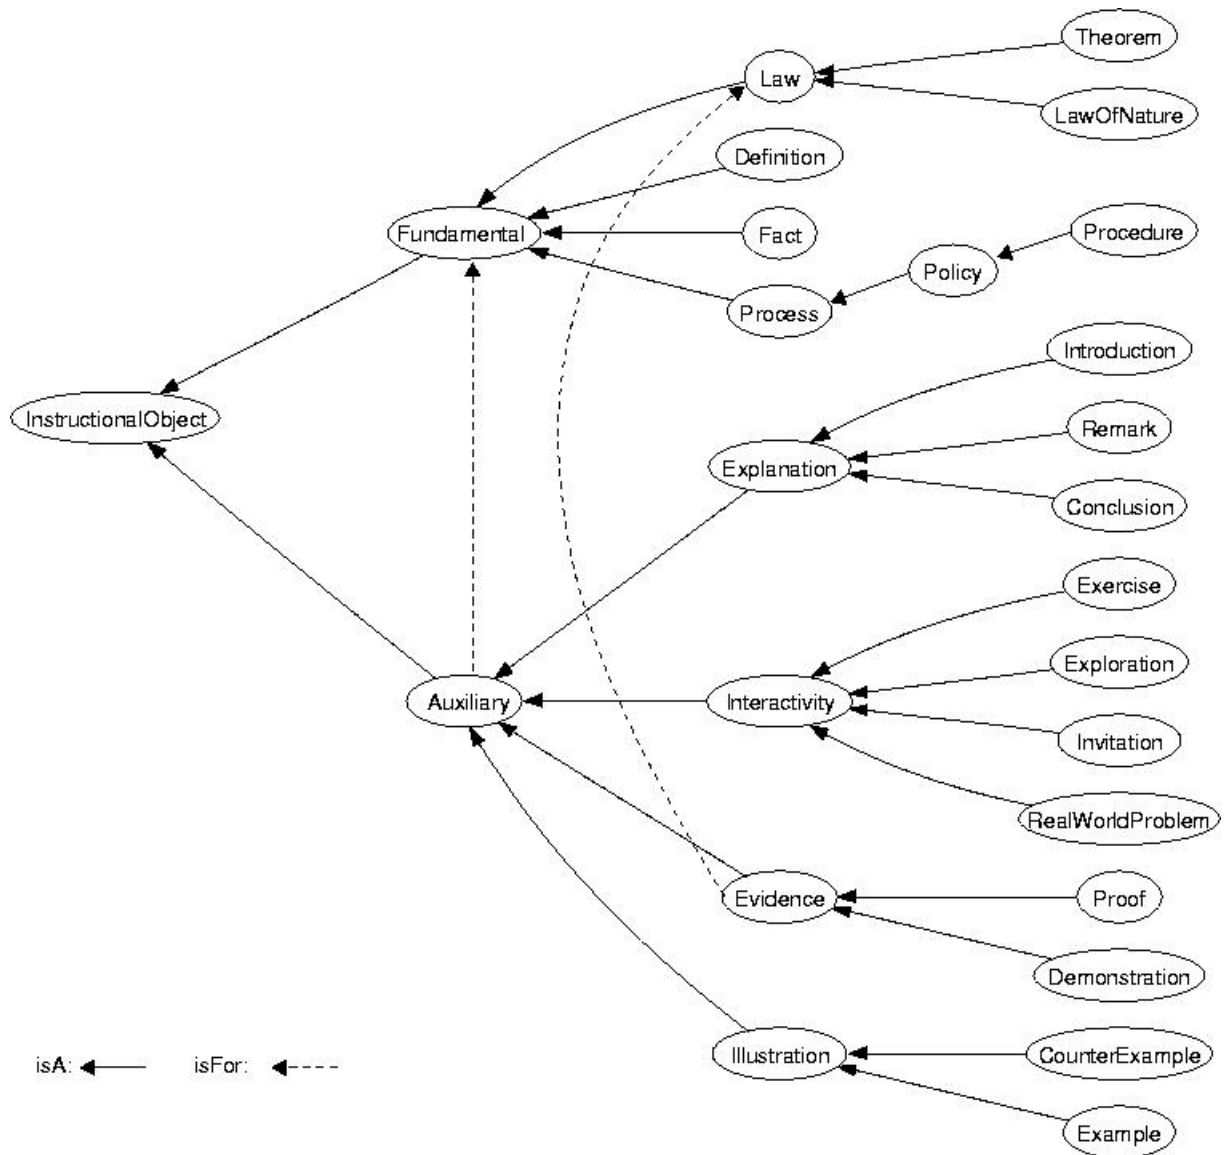 Theorem
Law
LawOfNature
Definition
Fundamental
Fact
Procedure
Policy
Process
Introduction
InstructionalObject
Remark
Explanation
Conclusion
Exercise
Exploration
Auxiliary
Interactivity
Invitation
RealWorldProblem
Evidence
Proof
Demonstration
isA:
isFor:
Illustration
CounterExample
Example